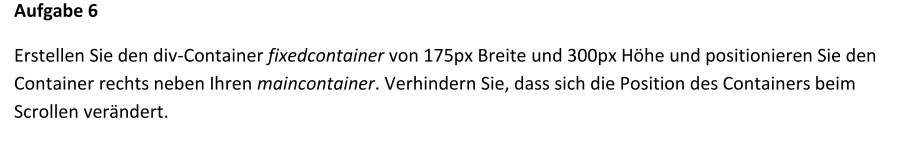 Aufgabe 6
Erstellen Sie den div-Container fixedcontainer von 175px Breite und 300px Höhe und positionieren Sie den
Container rechts neben Ihren maincontainer. Verhindern Sie, dass sich die Position des Containers beim
Scrollen verändert.